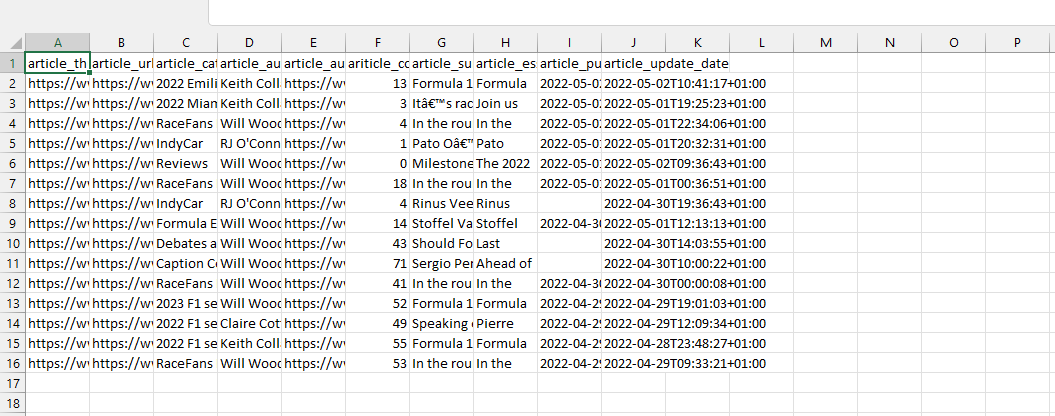 A B C D E F G H I J K L M N O P
1 article_th article_url article_cat article_au article_au ariticle_co article_su article_es article_pu article_update_date
2 https://w https://w 2022 Emili Keith Coll https://w 13 Formula 1 Formula 2022-05-02 2022-05-02T10:41:17+01:00
3 https://w https://w 2022 Mian Keith Coll https://w 3 Itâ€™s rac Join us 2022-05-02 2022-05-01T19:25:23+01:00
4 https://w https://w RaceFans Will Wood https://w 4 In the rou In the 2022-05-02 2022-05-01T22:34:06+01:00
5 https://w https://w IndyCar RJ O'Conn https://w 1 Pato Oâ€ Pato 2022-05-01 2022-05-01T20:32:31+01:00
6 https://w https://w Reviews Will Wood https://w 0 Milestone The 2022 2022-05-01 2022-05-02T09:36:43+01:00
7 https://w https://w RaceFans Will Wood https://w 18 In the rou In the 2022-05-01 2022-05-01T00:36:51+01:00
8 https://w https://w IndyCar RJ O'Conn https://w 4 Rinus Vee Rinus 2022-04-30T19:36:43+01:00
9 https://w https://w Formula E Will Wood https://w 14 Stoffel Va Stoffel 2022-04-30 2022-05-01T12:13:13+01:00
10 https://w https://w Debates a Will Wood https://w 43 Should Fo Last 2022-04-30T14:03:55+01:00
11 https://w https://w Caption Co Will Wood https://w 71 Sergio Per Ahead of 2022-04-30T10:00:22+01:00
12 https://w https://w RaceFans Will Wood https://w 41 In the rou In the 2022-04-30 2022-04-30T00:00:08+01:00
13 https://w https://w 2023 F1 se Will Wood https://w 52 Formula 1 Formula 2022-04-29 2022-04-29T19:01:03+01:00
14 https://w https://w 2022 F1 se Claire Cott https://w 49 Speaking Pierre 2022-04-29 2022-04-29T12:09:34+01:00
15 https://w https://w 2022 F1 se Keith Coll https://w 55 Formula 1 Formula 2022-04-29 2022-04-28T23:48:27+01:00
16 https://w https://w RaceFans Will Wood https://w 53 In the rou In the 2022-04-29 2022-04-29T09:33:21+01:00
17
18